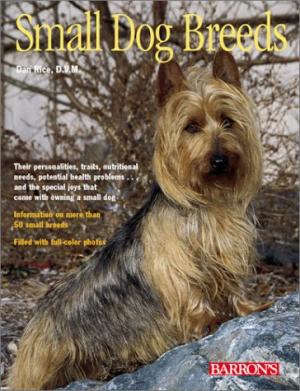 Small Dog Breeds
Dan Rice, D.V.M.
Their personalities, traits, nutritional
needs, potential health problems . . .
and the special joys that
come with owning a small dog
Information on more than
50 small breeds
Filled with full-color photos
BARRON'S